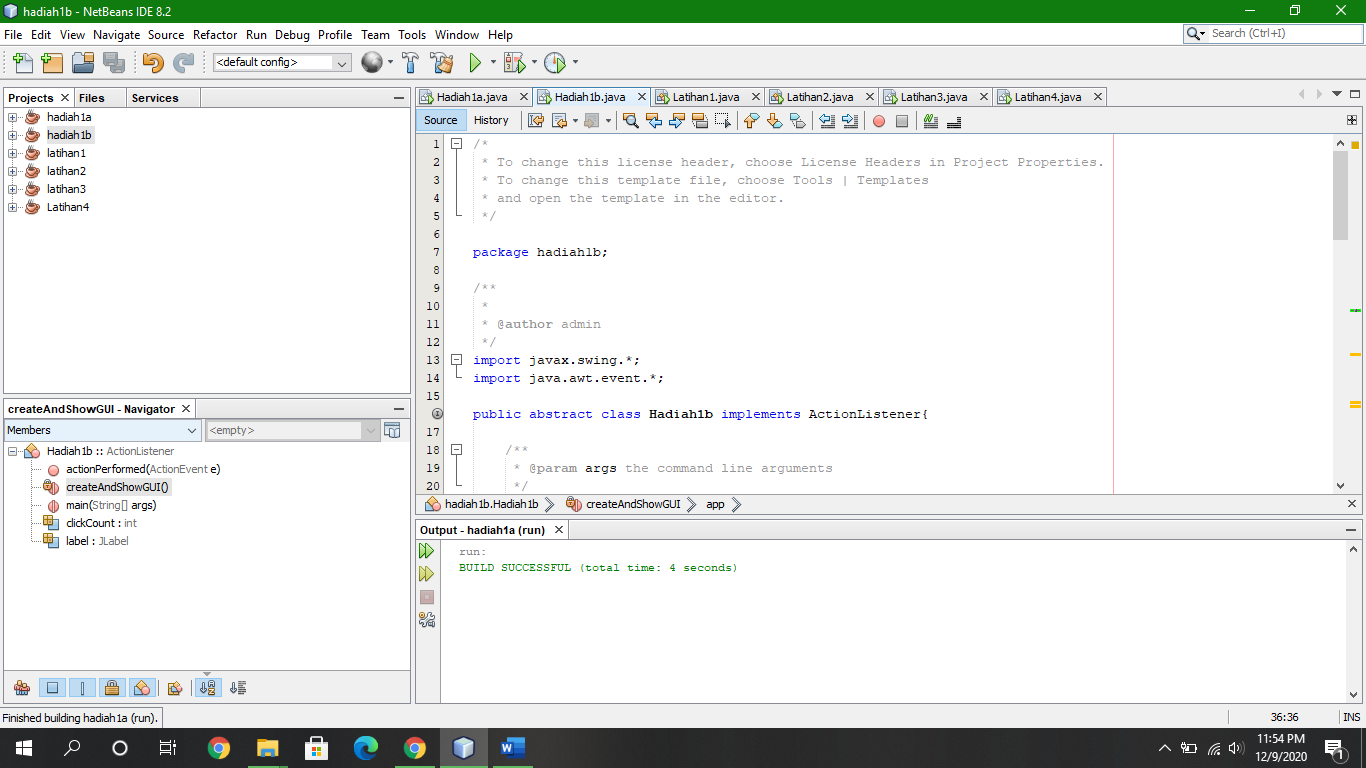 hadiah1b - NetBeans IDE 8.2
File Edit View Navigate Source Refactor Run Debug Profile Team Tools Window Help
Search (Ctrl+I)
<default config>
Projects Files Services
hadiah1a
hadiah1b
latihan1
latihan2
latihan3
Latihan4
createAndShowGUI - Navigator
Members <empty>
Hadiah1b :: ActionListener
actionPerformed(ActionEvent e)
createAndShowGUI()
main(String[] args)
clickCount : int
label : JLabel
Hadiah1a.java Hadiah1b.java Latihan1.java Latihan2.java Latihan3.java Latihan4.java
Source History
1 /*
2 * To change this license header, choose License Headers in Project Properties.
3 * To change this template file, choose Tools | Templates
4 * and open the template in the editor.
5 */
6
7 package hadiah1b;
8
9 /**
10 *
11 * @author admin
12 */
13 import javax.swing.*;
14 import java.awt.event.*;
15
public abstract class Hadiah1b implements ActionListener{
17
18 /**
19 * @param args the command line arguments
20 */
hadiah1b.Hadiah1b createAndShowGUI app
Output - hadiah1a (run)
run:
BUILD SUCCESSFUL (total time: 4 seconds)
Finished building hadiah1a (run).
36:36 INS
11:54 PM
12/9/2020
1